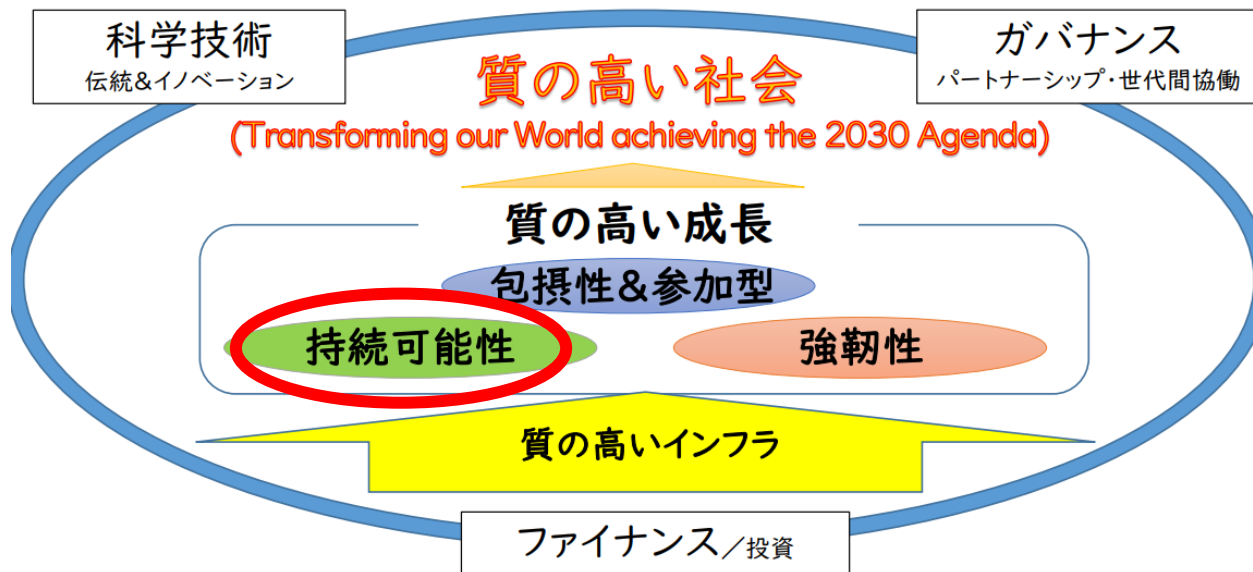 科学技術
伝統&イノベーション
ガバナンス
パートナーシップ・世代間協働
質の高い社会
(Transforming our World achieving the 2030 Agenda)
質の高い成長
包摂性&参加型
持続可能性
強靭性
質の高いインフラ
ファイナンス/投資